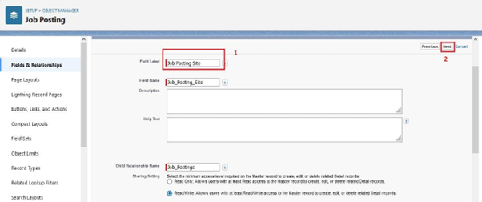 SETUP > OBJECT MANAGER
Job Posting
Details
Fields & Relationships
Page Layouts
Lightning Record Pages
Buttons, Links, and Actions
Compact Layouts
Field Sets
Object Limits
Record Types
Related Lookup Filters
Search Layouts
Previous Next Cancel
1
2
Field Label Job Posting Site
Field Name Job_Posting_Site
Description
Help Text
Child Relationship Name Job_Postings
Sharing Setting Select the minimum access level required on the Master record to create, edit, or delete related Detail records:
Read Only: Allows users with at least Read access to the Master record to create, edit, or delete related Detail records.
Read/Write: Allows users with at least Read/Write access to the Master record to create, edit, or delete related Detail records.